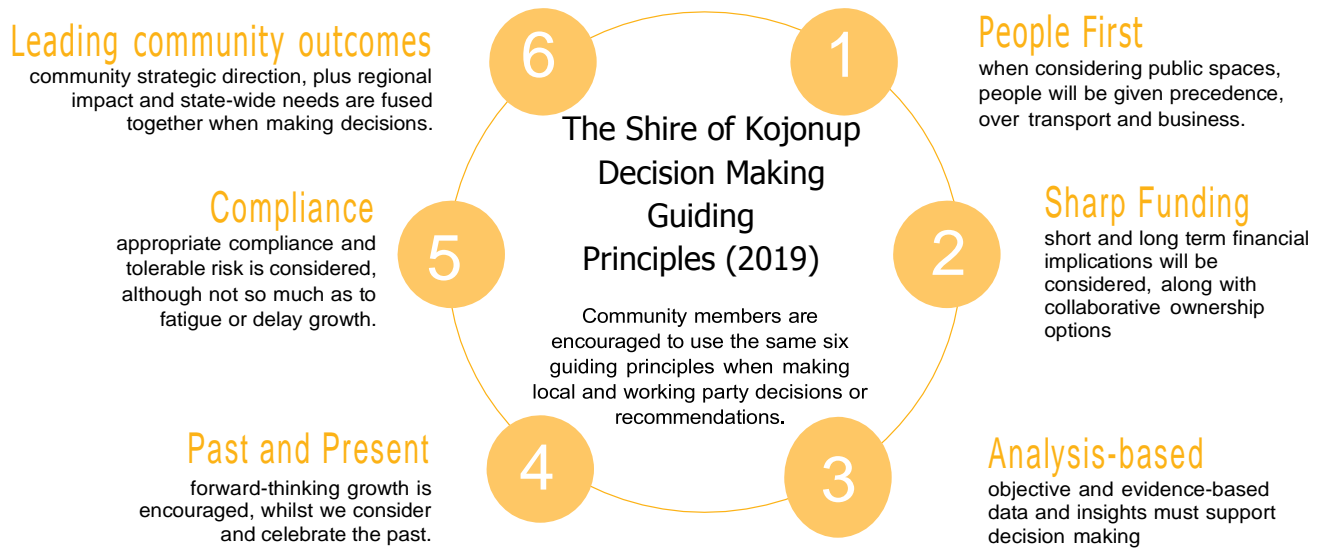 The Shire of Kojonup
Decision Making
Guiding
Principles (2019)
Community members are
encouraged to use the same six
guiding principles when making
local and working party decisions or
recommendations.
1
People First
when considering public spaces,
people will be given precedence,
over transport and business.
2
Sharp Funding
short and long term financial
implications will be
considered, along with
collaborative ownership
options
3
Analysis-based
objective and evidence-based
data and insights must support
decision making
4
Past and Present
forward-thinking growth is
encouraged, whilst we consider
and celebrate the past.
5
Compliance
appropriate compliance and
tolerable risk is considered,
although not so much as to
fatigue or delay growth.
6
Leading community outcomes
community strategic direction, plus regional
impact and state-wide needs are fused
together when making decisions.